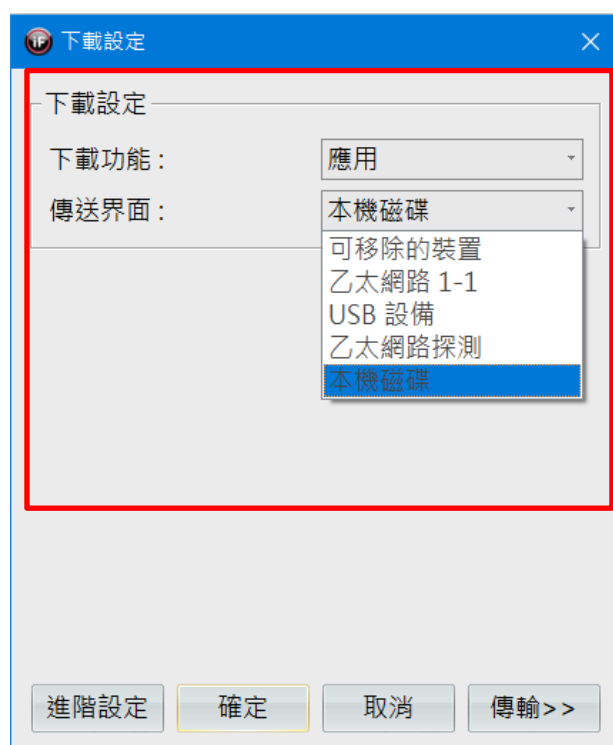 iF 下載設定
下載設定
下載功能 : 應用
傳送界面 : 本機磁碟
可移除的裝置
乙太網路 1-1
USB 設備
乙太網路探測
本機磁碟
進階設定 確定 取消 傳輸>>